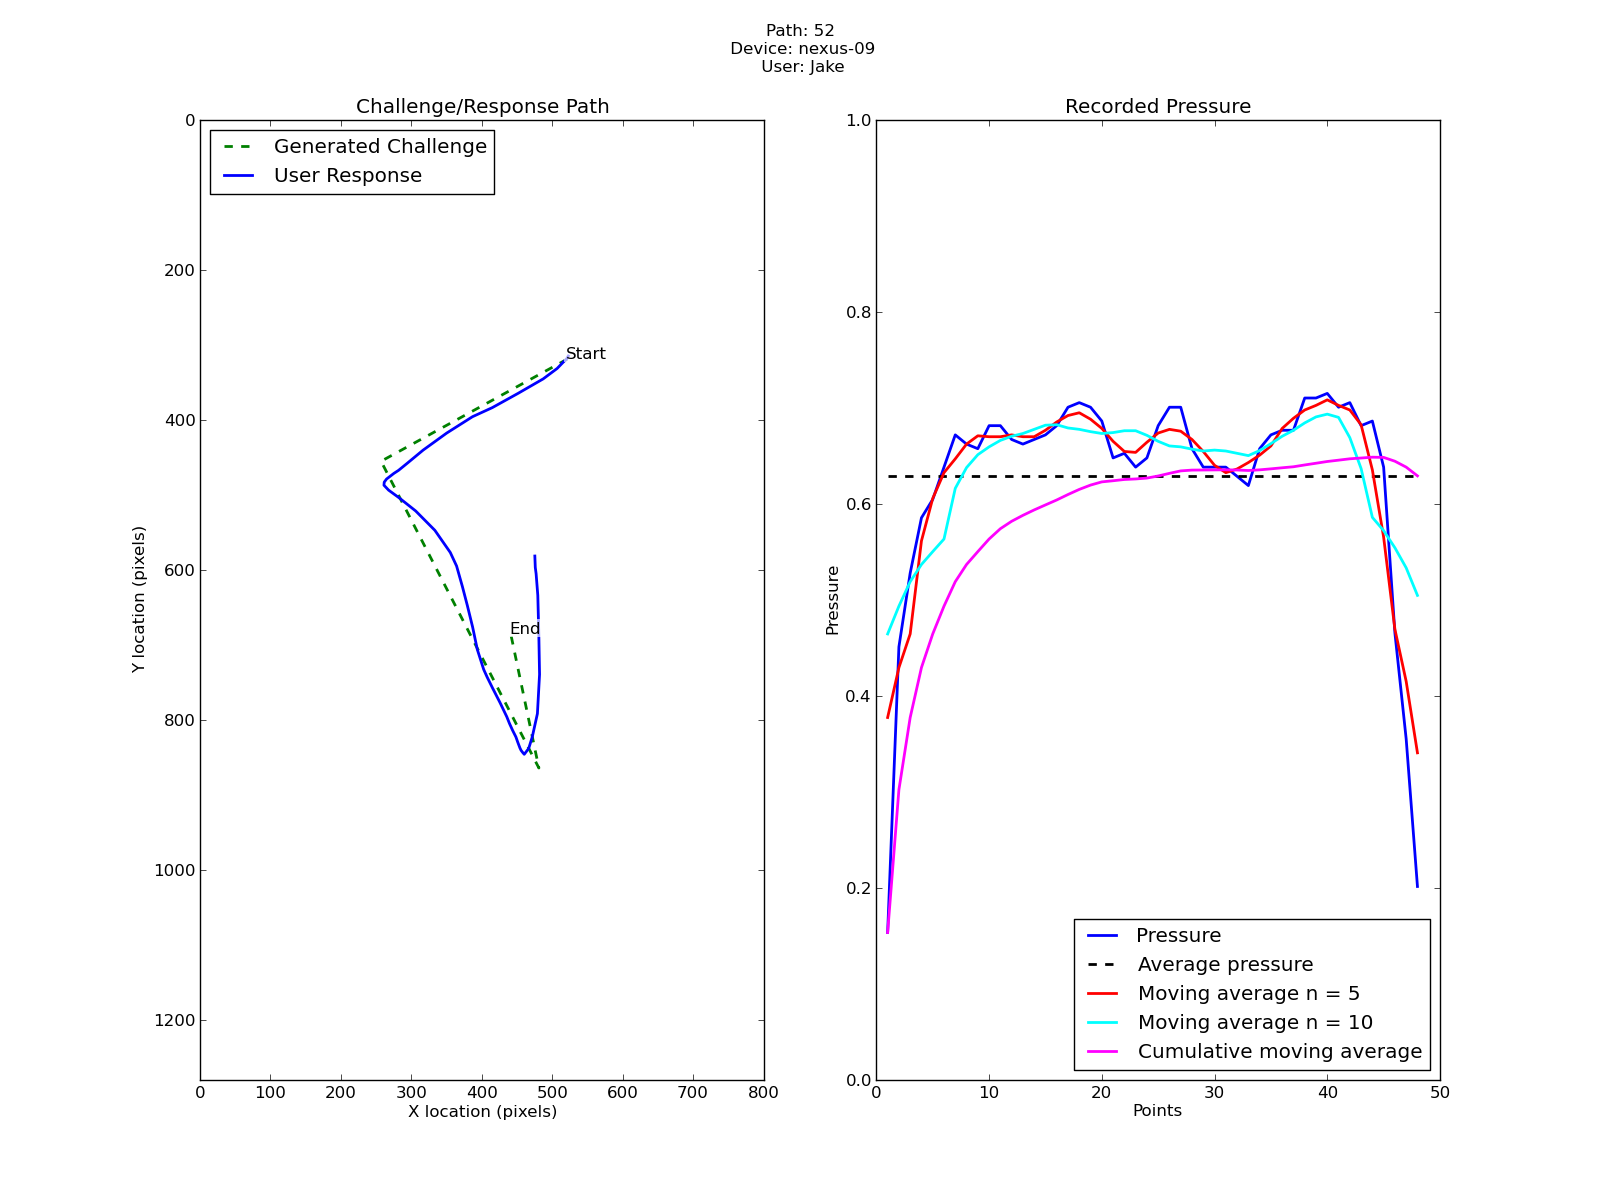 Path: 52
Device: nexus-09
User: Jake
Challenge/Response Path
0
200
400
600
800
1000
1200
Y location (pixels)
Generated Challenge
User Response
Start
End
0 100 200 300 400 500 600 700 800
X location (pixels)
Recorded Pressure
1.0
0.8
0.6
0.4
0.2
0.0
Pressure
Pressure
Average pressure
Moving average n = 5
Moving average n = 10
Cumulative moving average
0 10 20 30 40 50
Points